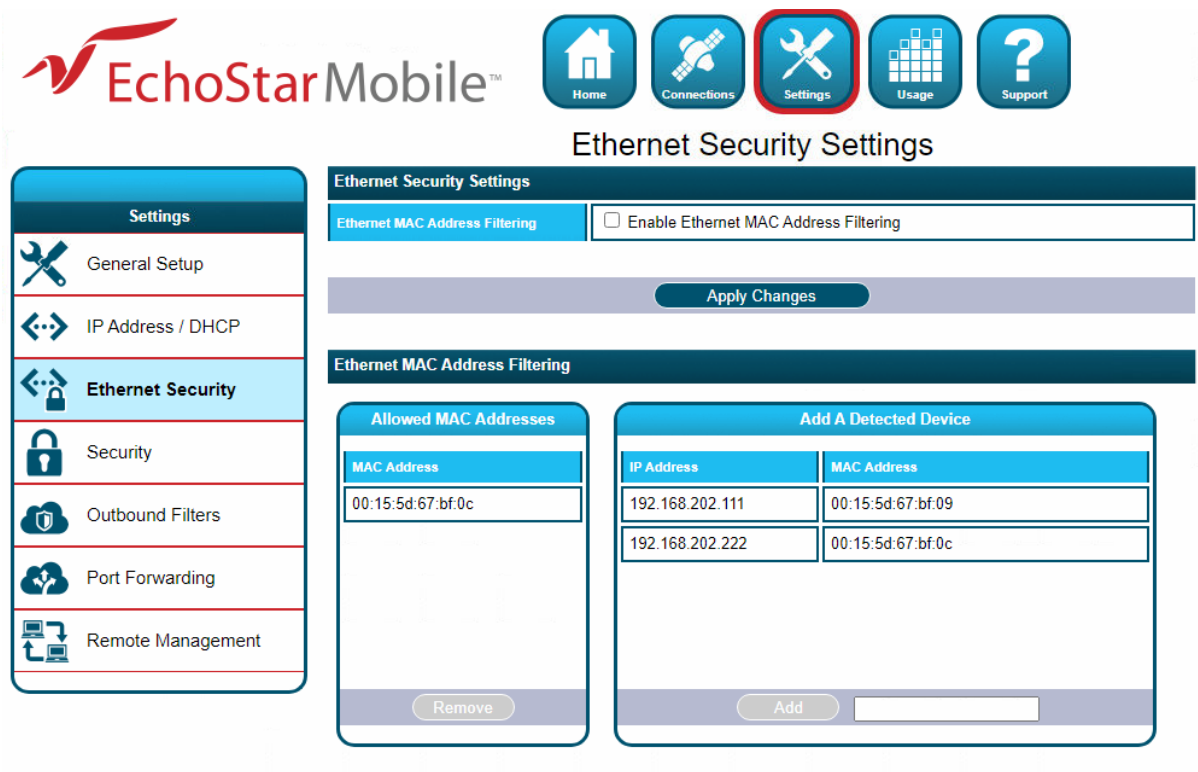 EchoStar Mobile™
Home
Connections
Settings
Usage
Support
Ethernet Security Settings
Settings
General Setup
IP Address / DHCP
Ethernet Security
Security
Outbound Filters
Port Forwarding
Remote Management
Ethernet Security Settings
Ethernet MAC Address Filtering
Enable Ethernet MAC Address Filtering
Apply Changes
Ethernet MAC Address Filtering
Allowed MAC Addresses
MAC Address
00:15:5d:67:bf:0c
Remove
Add A Detected Device
IP Address MAC Address
192.168.202.111 00:15:5d:67:bf:09
192.168.202.222 00:15:5d:67:bf:0c
Add